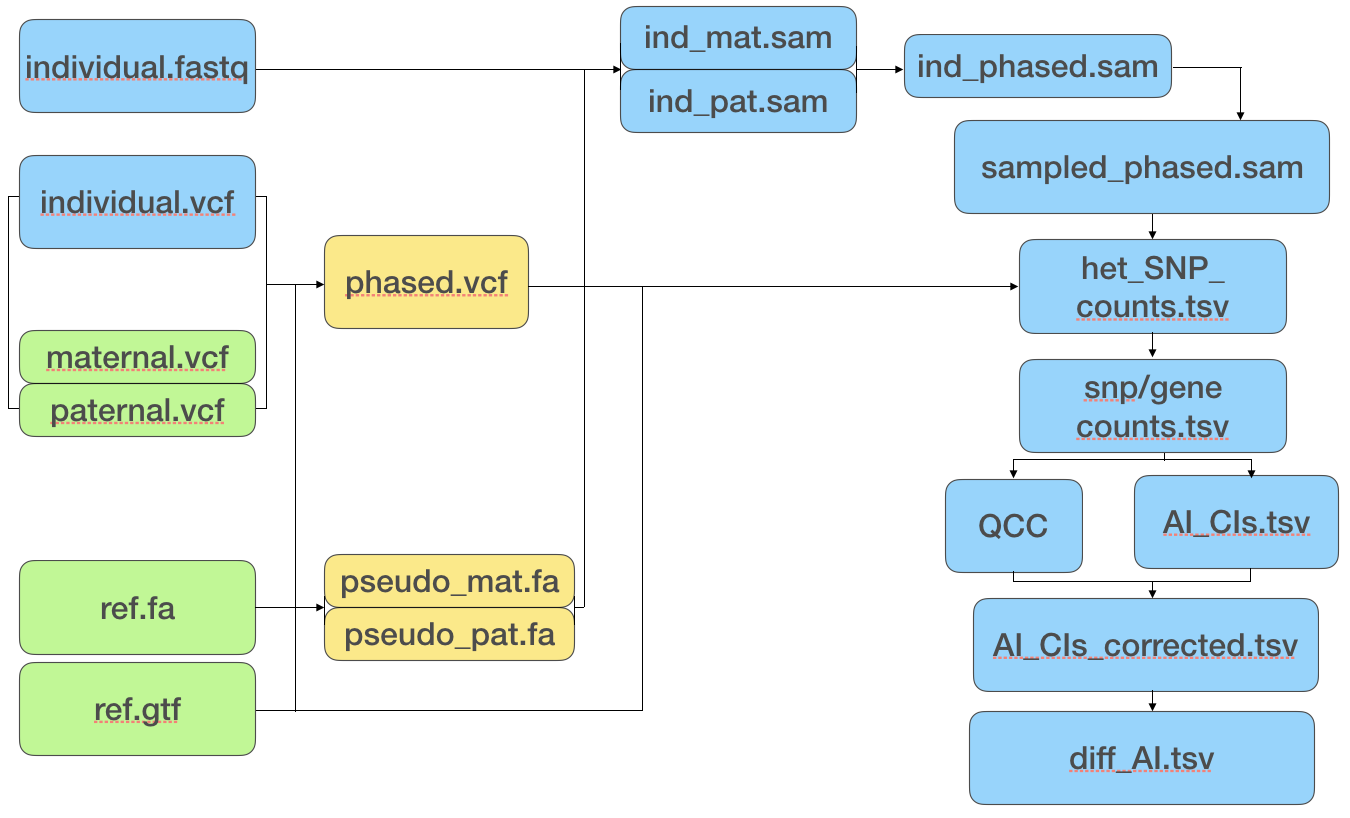 individual.fastq
ind_mat.sam
ind_pat.sam
ind_phased.sam
sampled_phased.sam
individual.vcf
maternal.vcf
paternal.vcf
phased.vcf
het_SNP_
counts.tsv
snp/gene
counts.tsv
QCC
AI_CIs.tsv
ref.fa
ref.gtf
pseudo_mat.fa
pseudo_pat.fa
AI_CIs_corrected.tsv
diff_AI.tsv